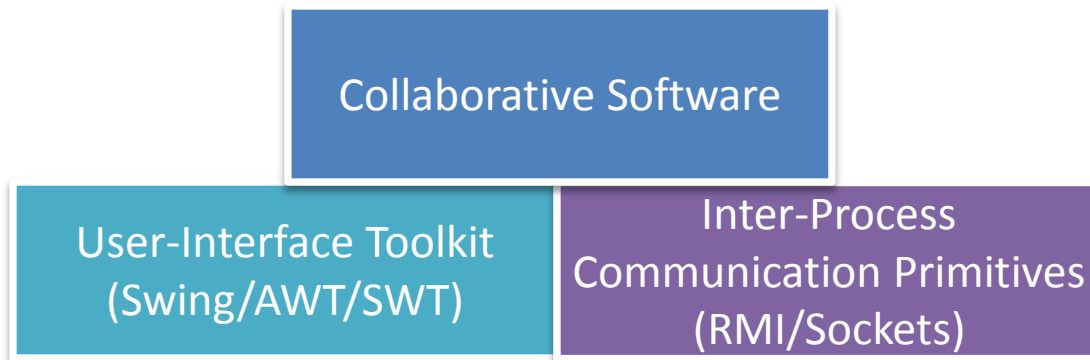 Collaborative Software
User-Interface Toolkit
(Swing/AWT/SWT)
Inter-Process
Communication Primitives
(RMI/Sockets)